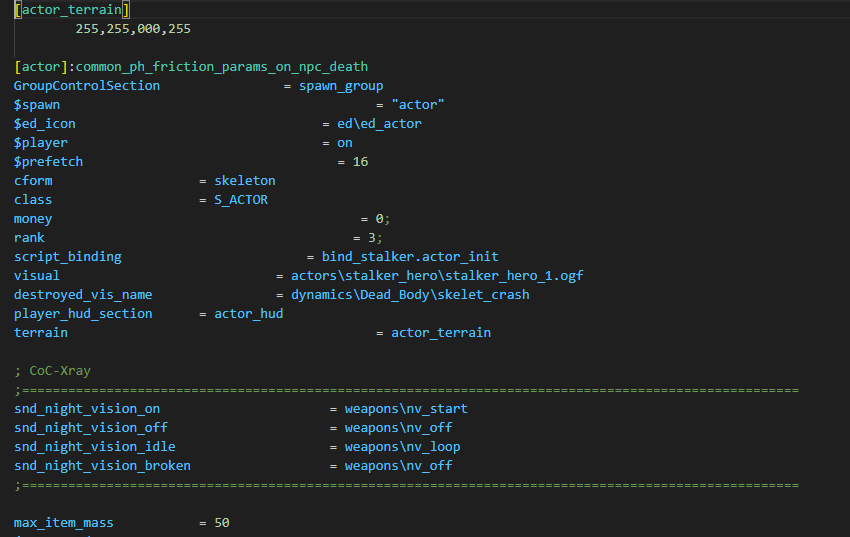 [actor_terrain]
255,255,000,255
[actor]:common_ph_friction_params_on_npc_death
GroupControlSection = spawn_group
$spawn = "actor"
$ed_icon = ed\ed_actor
$player = on
$prefetch = 16
cform = skeleton
class = S_ACTOR
money = 0;
rank = 3;
script_binding = bind_stalker.actor_init
visual = actors\stalker_hero\stalker_hero_1.ogf
destroyed_vis_name = dynamics\Dead_Body\skelet_crash
player_hud_section = actor_hud
terrain = actor_terrain
; CoC-Xray
;=====================================================================================================
snd_night_vision_on = weapons\nv_start
snd_night_vision_off = weapons\nv_off
snd_night_vision_idle = weapons\nv_loop
snd_night_vision_broken = weapons\nv_off
;=====================================================================================================
max_item_mass = 50